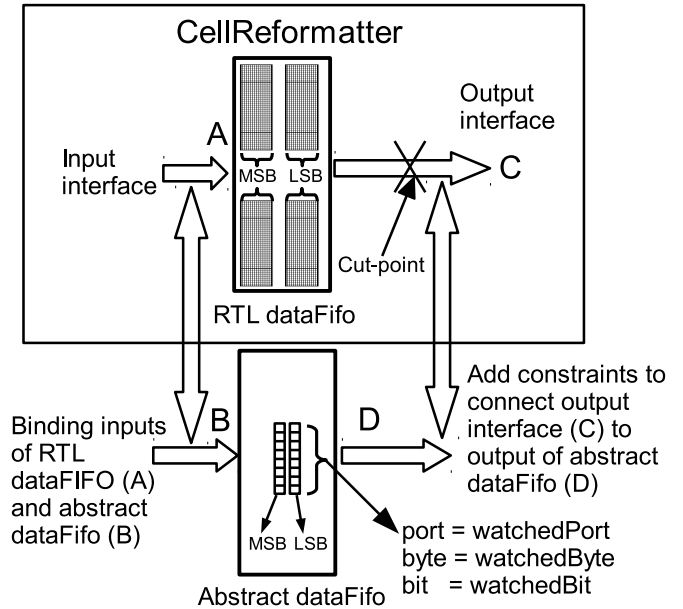 CellReformatter
A
Input
interface
MSB
LSB
Output
interface
C
Cut-point
RTL dataFifo
Binding inputs
of RTL
dataFIFO (A)
and abstract
dataFifo (B)
B
D
MSB LSB
Abstract dataFifo
Add constraints to
connect output
interface (C) to
output of abstract
dataFifo (D)
port = watchedPort
byte = watchedByte
bit = watchedBit